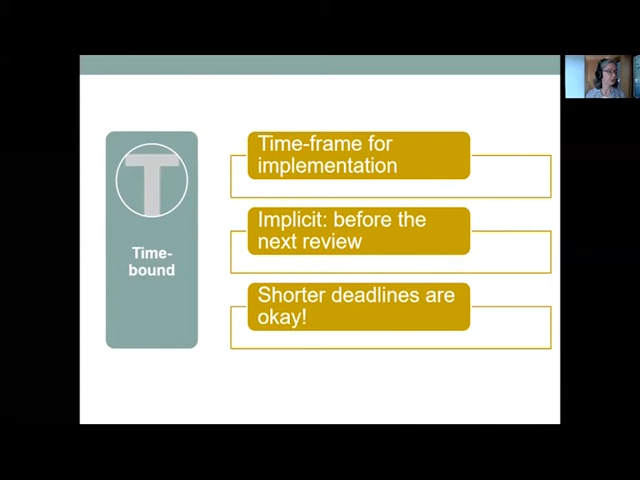 T
Time-
bound
Time-frame for
implementation
Implicit: before the
next review
Shorter deadlines are
okay!